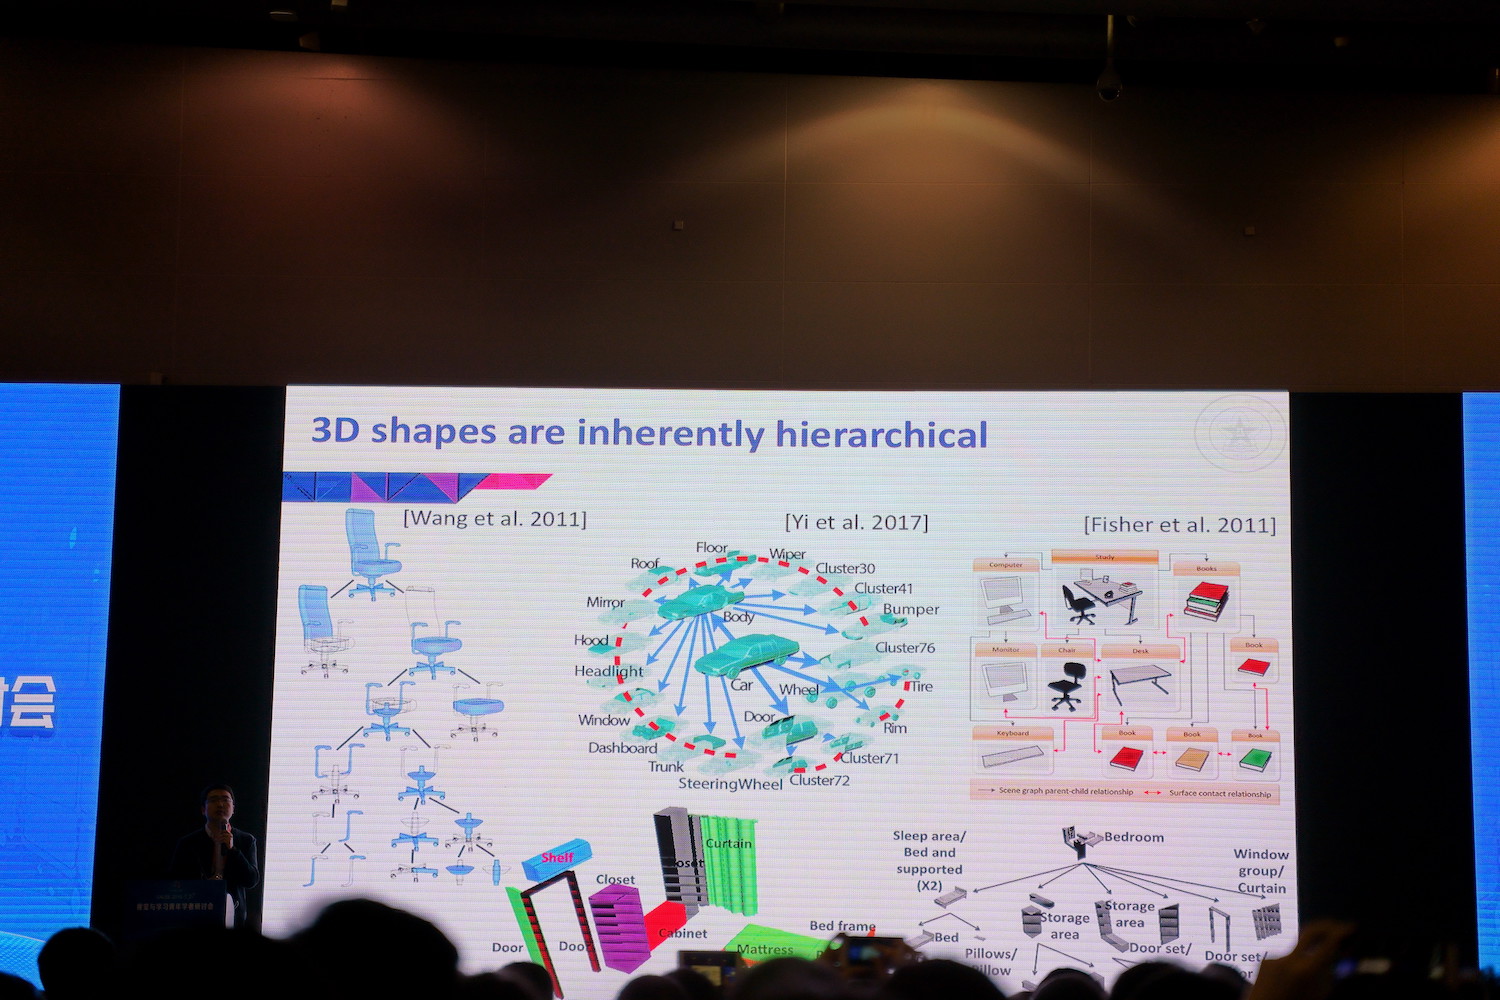 3D shapes are inherently hierarchical
[Wang et al. 2011]
[Yi et al. 2017]
[Fisher et al. 2011]
Floor
Wiper
Roof
Cluster30
Cluster41
Mirror
Bumper
Body
Hood
Cluster76
Headlight
Car
Wheel
Tire
Window
Door
Rim
Dashboard
Cluster71
Trunk
SteeringWheel
Cluster72
Study
Computer
Books
Book
Monitor
Chair
Desk
Keyboard
Book
Book
Book
Scene graph parent-child relationship
Surface contact relationship
Shelf
Curtain
Closet
Door
Door
Cabinet
Mattress
Bed frame
Sleep area/
Bed and
supported
(X2)
Bedroom
Window
group/
Curtain
Storage
area
Storage
area
Bed
Pillows/
Door set/
Door set/
会